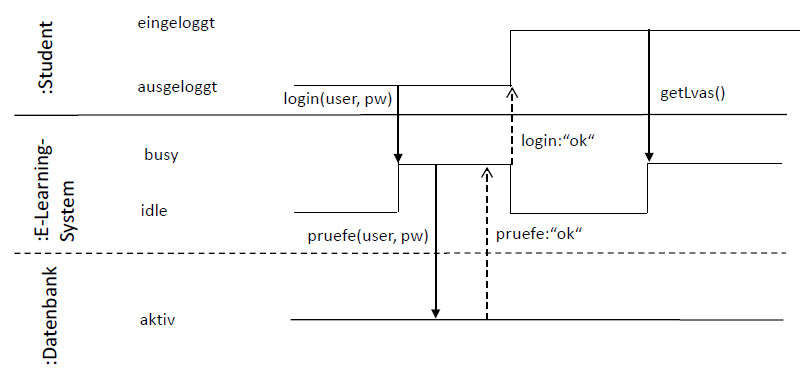 :Student
eingeloggt
ausgeloggt
login(user, pw)
getLvas()
:E-Learning-
System
busy
login:“ok“
idle
pruefe(user, pw)
pruefe:“ok“
:Datenbank
aktiv